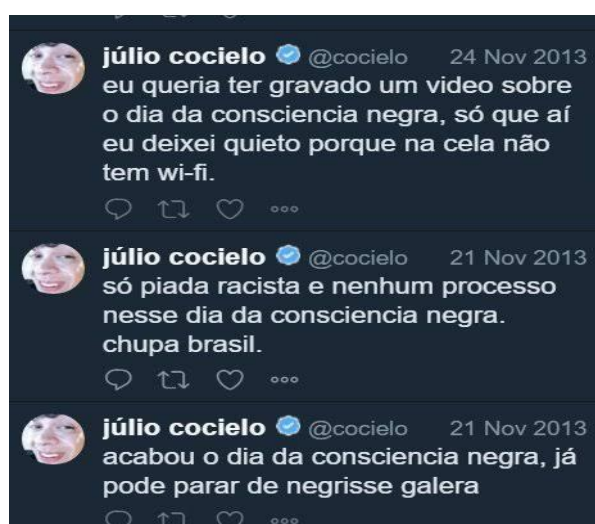 júlio cocielo @cocielo 24 Nov 2013
eu queria ter gravado um video sobre
o dia da consciencia negra, só que aí
eu deixei quieto porque na cela não
tem wi-fi.
júlio cocielo @cocielo 21 Nov 2013
só piada racista e nenhum processo
nesse dia da consciencia negra.
chupa brasil.
júlio cocielo @cocielo 21 Nov 2013
acabou o dia da consciencia negra, já
pode parar de negrisse galera